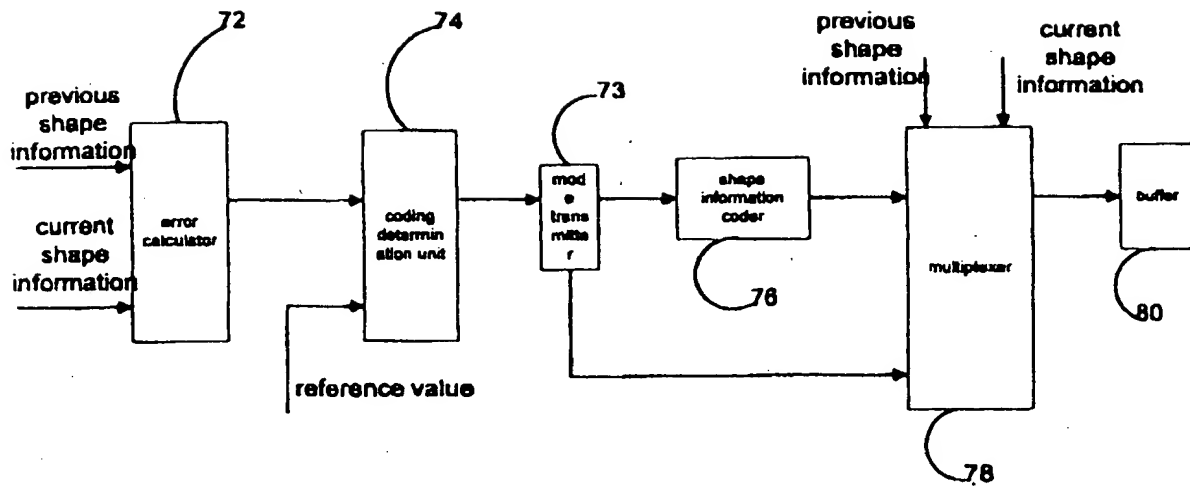 72
74
73
previous
shape
information
current
shape
information
previous
shape
information
current
shape
information
error
calculator
coding
determin
ation unit
mod
e
trans
mitte
r
shape
information
coder
multiplexer
buffer
76
80
reference value
78